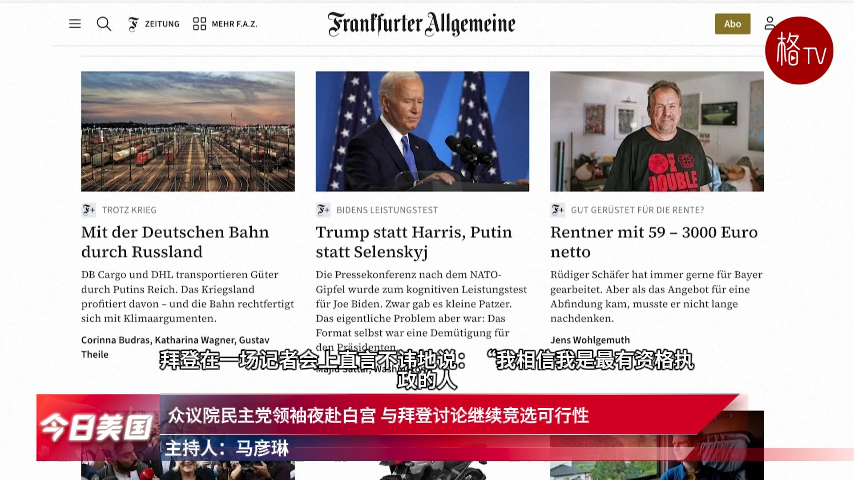 ZEITUNG
MEHR F.A.Z.
Frankfurter Allgemeine
Abo
格TV
F+ TROTZ KRIEG
Mit der Deutschen Bahn
durch Russland
DB Cargo und DHL transportieren Güter
durch Putins Reich. Das Kriegsland
profitiert davon – und die Bahn rechtfertigt
sich mit Klimaargumenten.
Corinna Budras, Katharina Wagner, Gustav
Theile
F+ BIDENS LEISTUNGSTEST
Trump statt Harris, Putin
statt Selenskyj
Die Pressekonferenz nach dem NATO-
Gipfel wurde zum kognitiven Leistungstest
für Joe Biden. Zwar gab es kleine Patzer.
Das eigentliche Problem aber war: Das
Format selbst war eine Demütigung für
den Präsidenten.
F+ GUT GERÜSTET FÜR DIE RENTE?
Rentner mit 59 – 3000 Euro
netto
Rüdiger Schäfer hat immer gerne für Bayer
gearbeitet. Aber als das Angebot für eine
Abfindung kam, musste er nicht lange
nachdenken.
Jens Wohlgemuth
DOUBLE
拜登在一场记者会上直言不讳地说：“我相信我是最有资格执
政的人
今日美国
众议院民主党领袖夜赴白宫 与拜登讨论继续竞选可行性
主持人：马彦琳